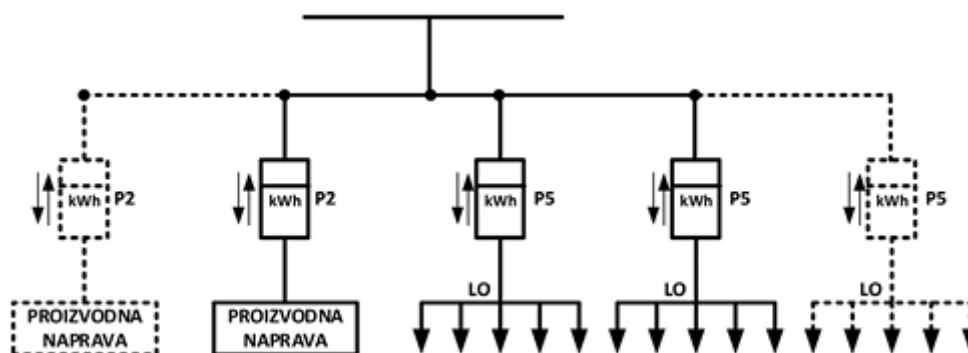 kWh P2
kWh P2
kWh P5
kWh P5
kWh P5
LO
LO
LO
PROIZVODNA
NAPRAVA
PROIZVODNA
NAPRAVA